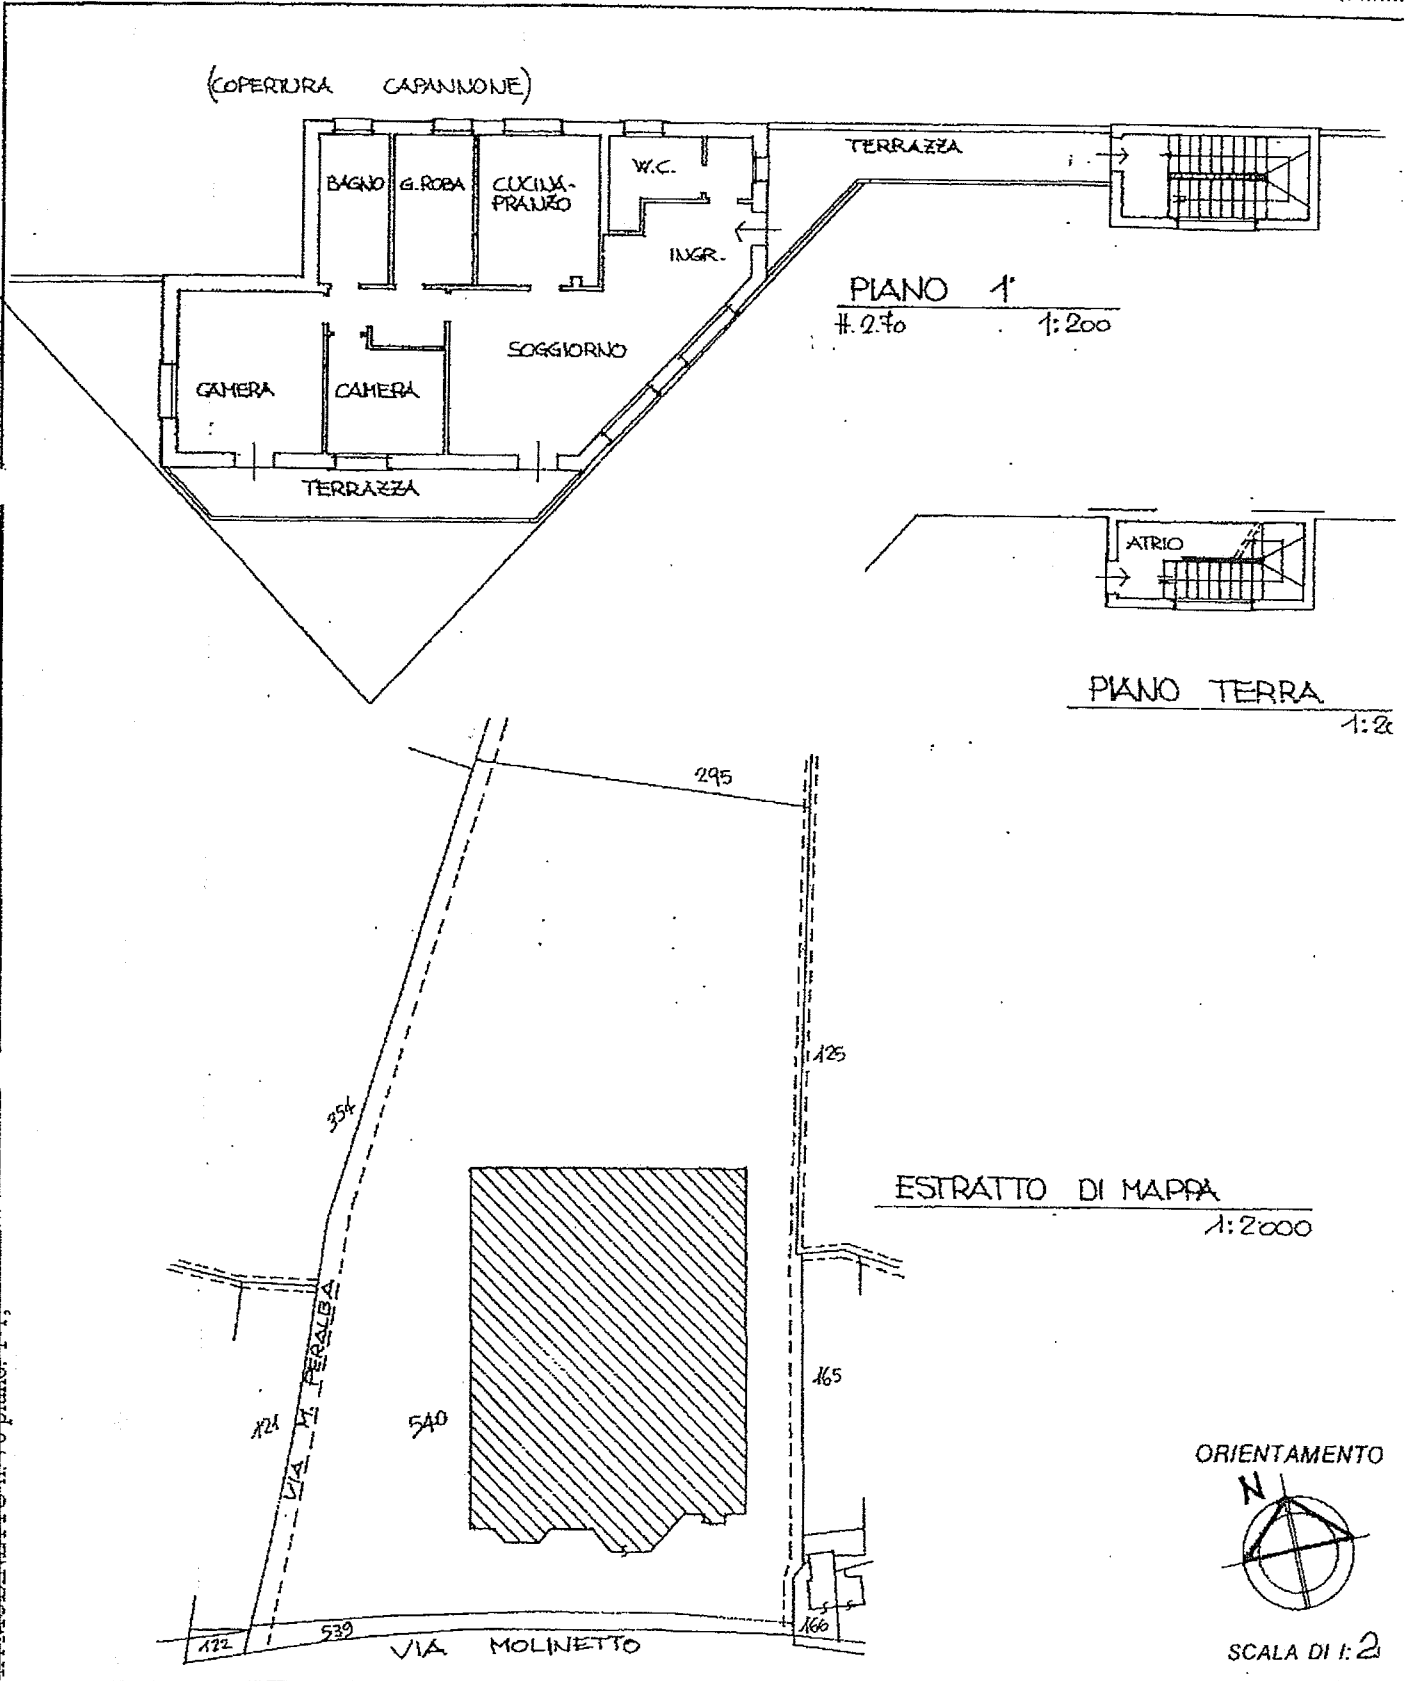 (COPERTURA CAPANNONE)
BAGNO
G.ROBA
CUCINA-
PRANZO
W.C.
TERRAZZA
INGR.
PIANO 1°
H. 2.70 1:200
SOGGIORNO
CAMERA
CAMERA
TERRAZZA
ATRIO
PIANO TERRA
295
125
354
ESTRATTO DI MAPPA
1:2000
VIA M. PERALBA
165
121
540
ORIENTAMENTO
N
122
539
VIA MOLINETTO
166
SCALA DI 1:2